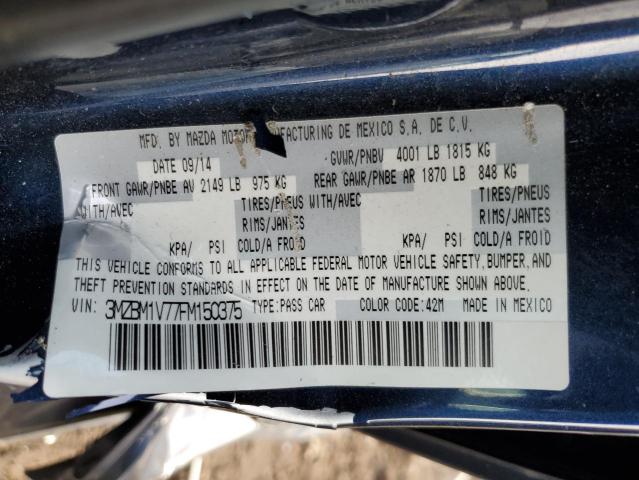 MFD. BY MAZDA MOTOR FACTURING DE MEXICO S.A. DE C.V.
DATE 09/14 GVWR/PNBV 4001 LB 1815 KG
FRONT GAWR/PNBE AV 2149 LB 975 KG REAR GAWR/PNBE AR 1870 LB 848 KG
WITH/AVEC TIRES/PNEUS WITH/AVEC TIRES/PNEUS
RIMS/JANTES RIMS/JANTES
KPA/ PSI COLD/A FROID KPA/ PSI COLD/A FROID
THIS VEHICLE CONFORMS TO ALL APPLICABLE FEDERAL MOTOR VEHICLE SAFETY, BUMPER, AND
THEFT PREVENTION STANDARDS IN EFFECT ON THE DATE OF MANUFACTURE SHOWN ABOVE.
VIN: 3MZBM1V77FM150375 TYPE:PASS CAR COLOR CODE:42M MADE IN MEXICO